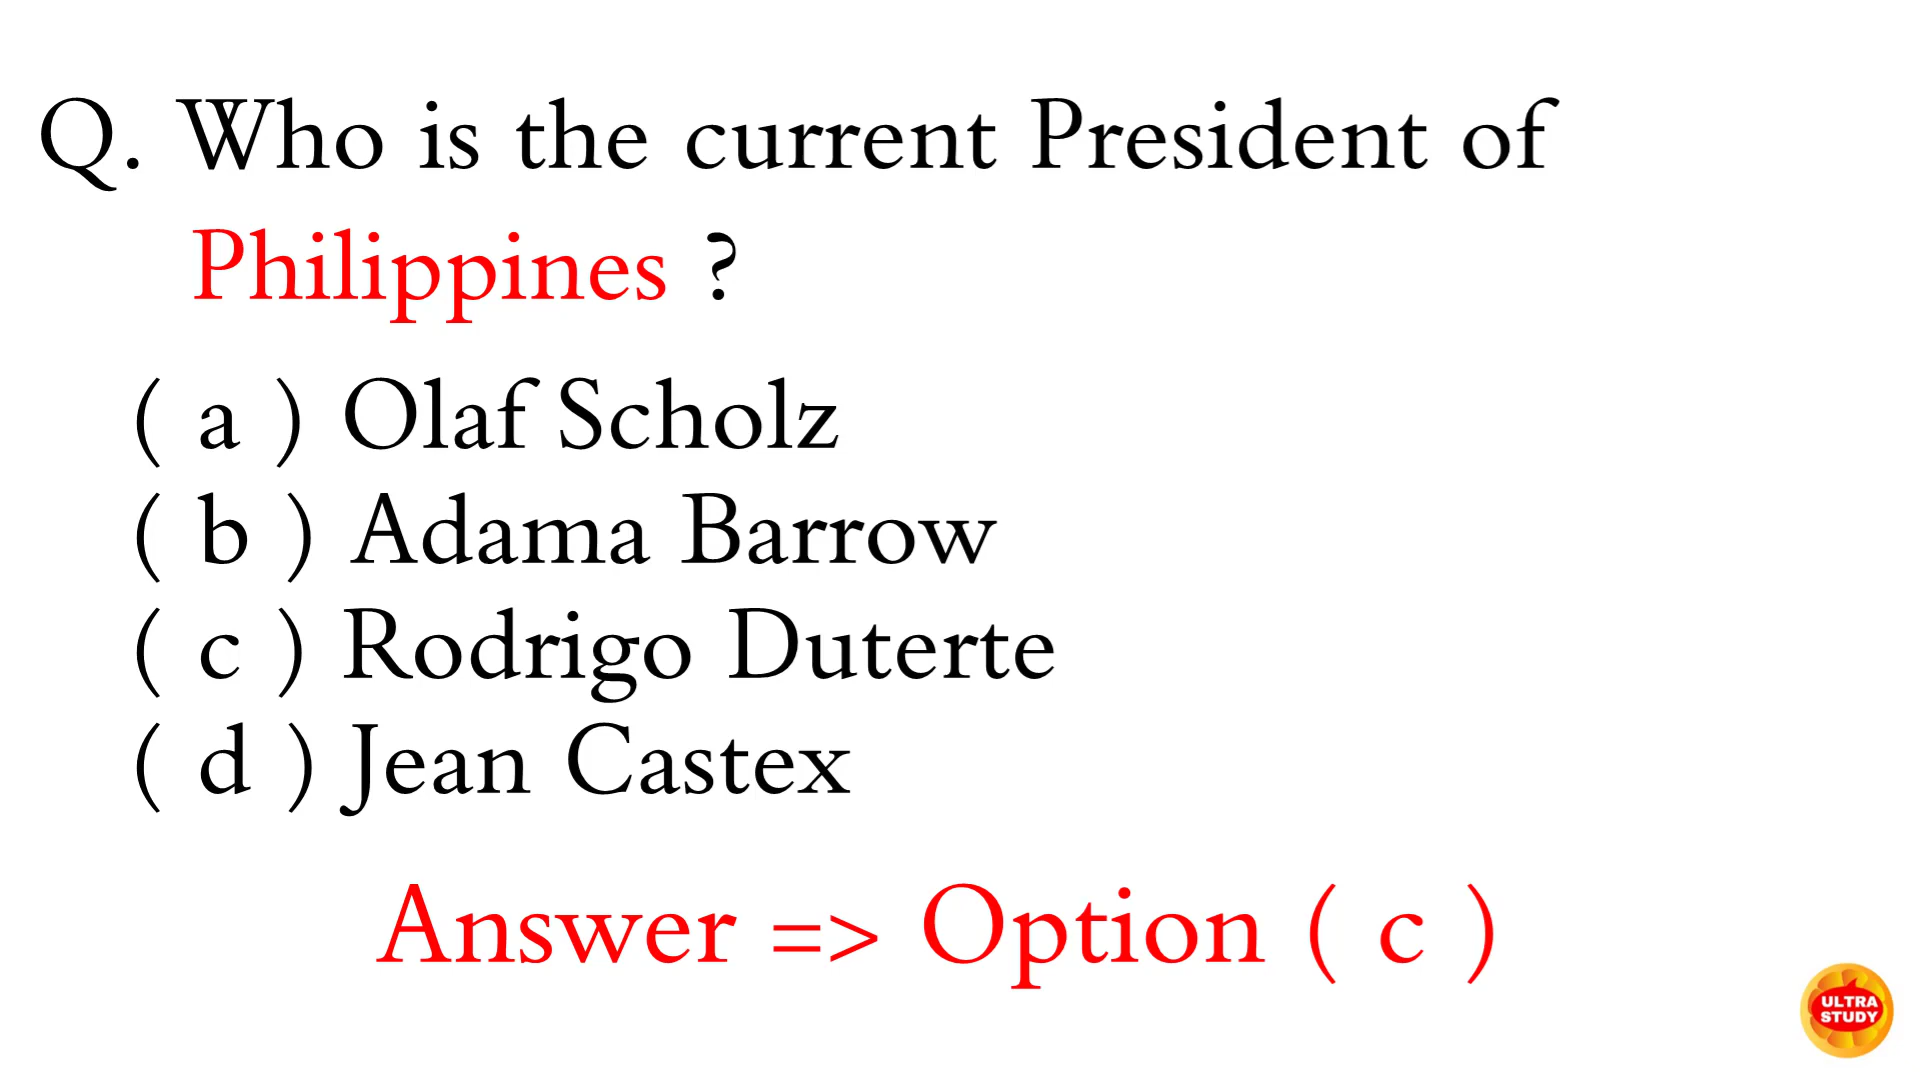 Q. Who is the current President of
Philippines ?
( a ) Olaf Scholz
( b ) Adama Barrow
( c ) Rodrigo Duterte
( d ) Jean Castex
Answer => Option ( c )
ULTRA
STUDY